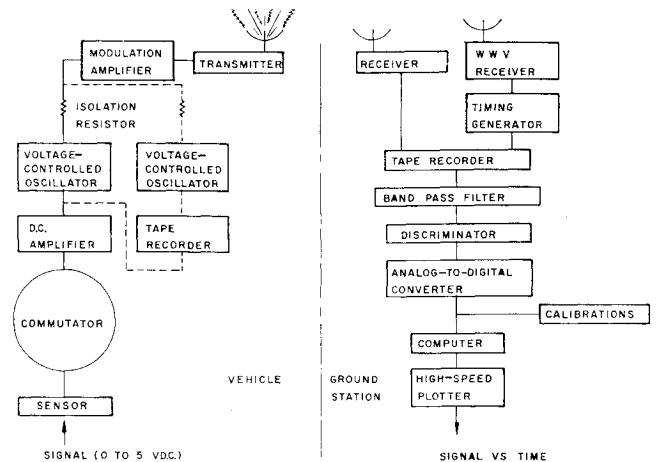 MODULATION
AMPLIFIER
TRANSMITTER
ISOLATION
RESISTOR
VOLTAGE-
CONTROLLED
OSCILLATOR
VOLTAGE-
CONTROLLED
OSCILLATOR
D.C.
AMPLIFIER
TAPE
RECORDER
COMMUTATOR
SENSOR
SIGNAL (0 TO 5 V.D.C.)
VEHICLE
GROUND
STATION
RECEIVER
W W V
RECEIVER
TIMING
GENERATOR
TAPE RECORDER
BAND PASS FILTER
DISCRIMINATOR
ANALOG-TO-DIGITAL
CONVERTER
CALIBRATIONS
COMPUTER
HIGH-SPEED
PLOTTER
SIGNAL VS TIME